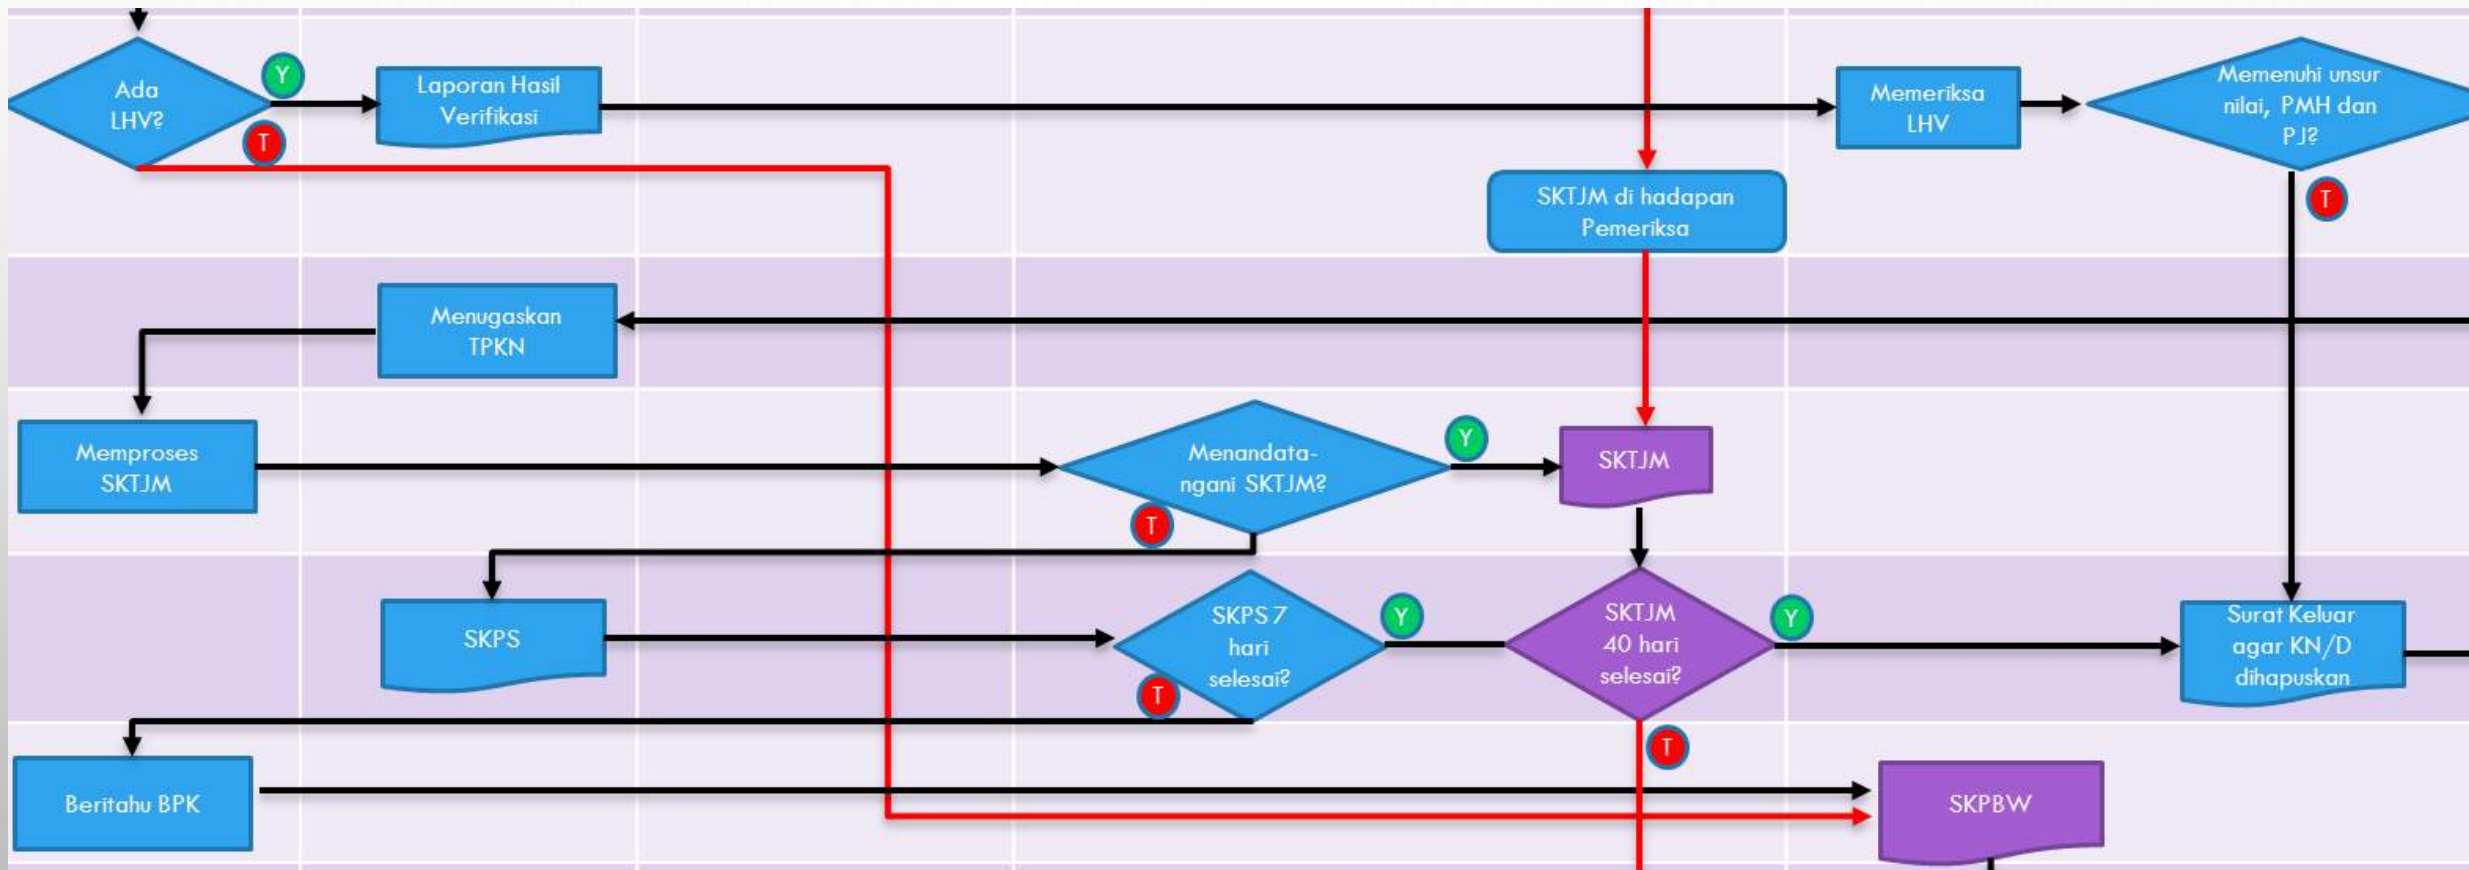 Ada
LHV?
Y
T
Laporan Hasil
Verifikasi
Memeriksa
LHV
Memenuhi unsur
nilai, PMH dan
PJ?
T
SKTJM di hadapan
Pemeriksa
Menugaskan
TPKN
Memproses
SKTJM
Menandata-
ngani SKTJM?
Y
T
SKTJM
SKPS
SKPS 7
hari
selesai?
Y
T
SKTJM
40 hari
selesai?
Y
T
Surat Keluar
agar KN/D
dihapuskan
Beritahu BPK
SKPBW